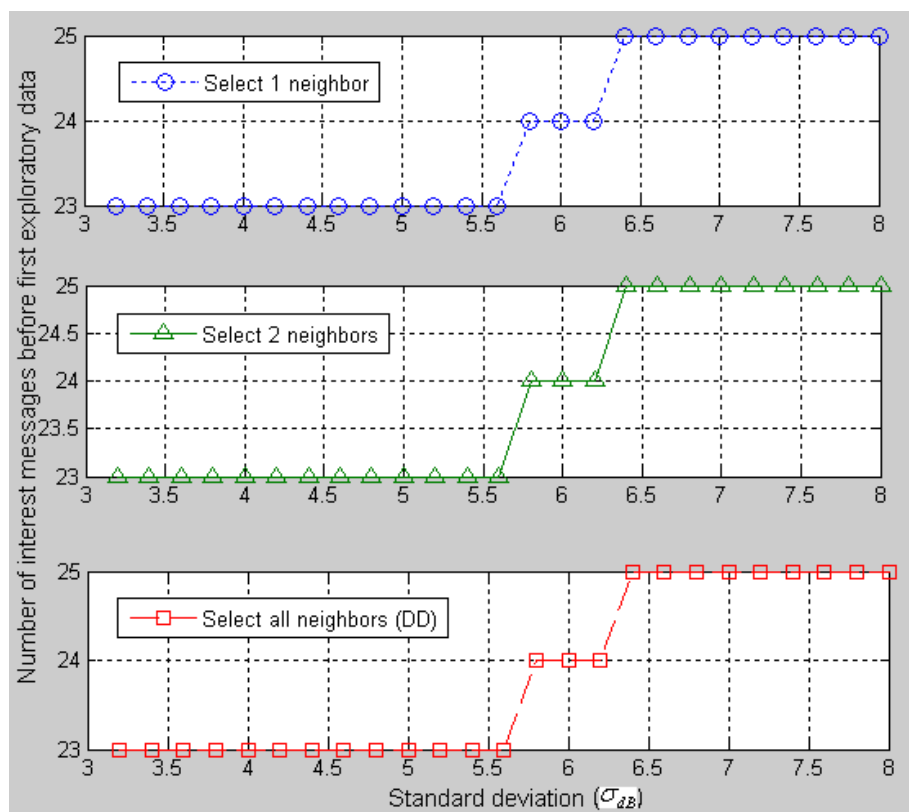 Number of interest messages before first exploratory data
25
24
23
Select 1 neighbor
3 3.5 4 4.5 5 5.5 6 6.5 7 7.5 8
25
24.5
24
23.5
23
Select 2 neighbors
3 3.5 4 4.5 5 5.5 6 6.5 7 7.5 8
25
24
23
Select all neighbors (DD)
3 3.5 4 4.5 5 5.5 6 6.5 7 7.5 8
Standard deviation (σdB)